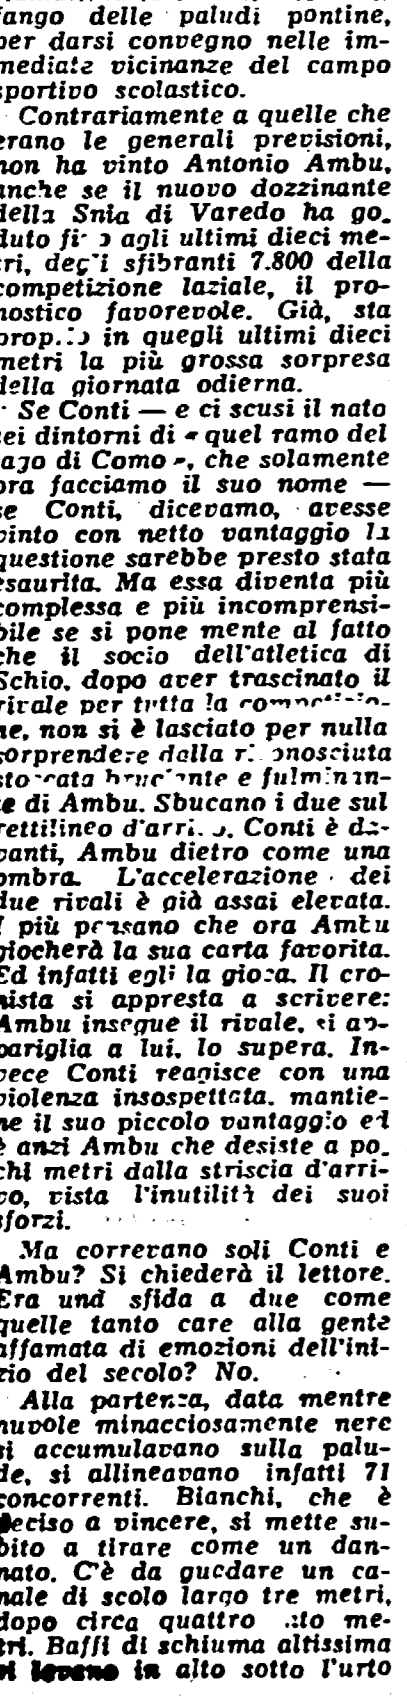 fango delle paludi pontine,
per darsi convegno nelle im-
mediate vicinanze del campo
sportivo scolastico.
Contrariamente a quelle che
erano le generali previsioni,
non ha vinto Antonio Ambu,
anche se il nuovo dozzinante
della Snia di Varedo ha go-
duto fino agli ultimi dieci me-
tri, degli sfibranti 7.800 della
competizione laziale, il pro-
nostico favorevole. Già, sta
proprio in quegli ultimi dieci
metri la più grossa sorpresa
della giornata odierna.
Se Conti — e ci scusi il nato
nei dintorni di « quel ramo del
lago di Como », che solamente
ora facciamo il suo nome —
se Conti, dicevamo, avesse
vinto con netto vantaggio la
questione sarebbe presto stata
esaurita. Ma essa diventa più
complessa e più incomprensi-
bile se si pone mente al fatto
che il socio dell'atletica di
Schio, dopo aver trascinato il
rivale per tutta la competizio-
ne, non si è lasciato per nulla
sorprendere dalla riconosciuta
stoccata bruciante e fulminan-
te di Ambu. Sbucano i due sul
rettilineo d'arrivo. Conti è da-
vanti, Ambu dietro come una
ombra. L'accelerazione dei
due rivali è già assai elevata.
I più pensano che ora Ambu
giocherà la sua carta favorita.
Ed infatti egli la gioca. Il cro-
nista si appresta a scrivere:
Ambu insegue il rivale, si ap-
pariglia a lui, lo supera. In-
vece Conti reagisce con una
violenza insospettata, mantie-
ne il suo piccolo vantaggio ed
è anzi Ambu che desiste a po-
chi metri dalla striscia d'arri-
vo, vista l'inutilità dei suoi
sforzi.
Ma correvano soli Conti e
Ambu? Si chiederà il lettore.
Era una sfida a due come
quelle tanto care alla gente
affamata di emozioni dell'ini-
zio del secolo? No.
Alla partenza, data mentre
nuvole minacciosamente nere
si accumulavano sulla palu-
de, si allineavano infatti 71
concorrenti. Bianchi, che è
deciso a vincere, si mette su-
bito a tirare come un dan-
nato. C'è da guadare un ca-
nale di scolo largo tre metri,
dopo circa quattro me-
tri. Baffi di schiuma altissima
si levano in alto sotto l'urto